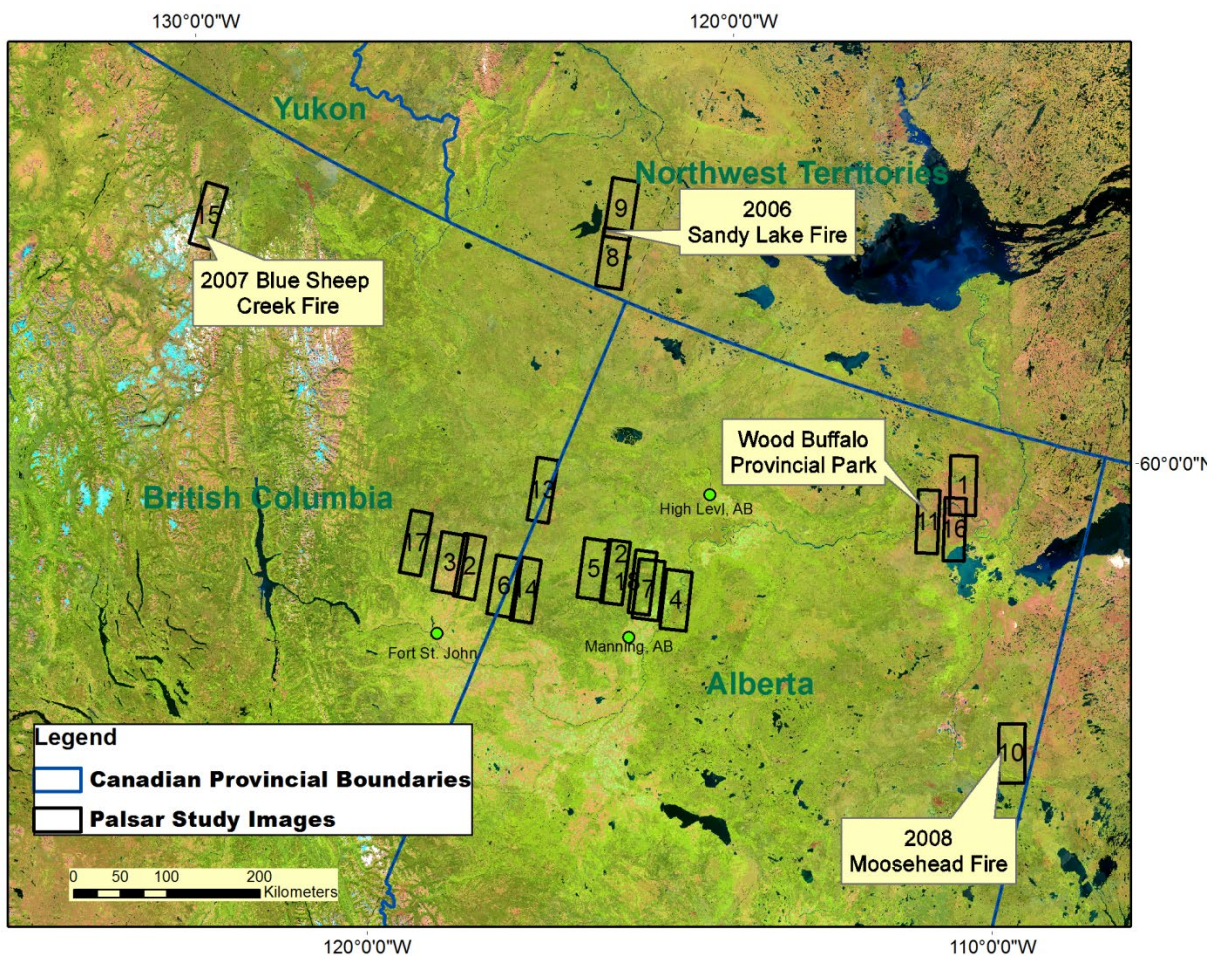 130°0'0"W
120°0'0"W
Yukon
Northwest Territories
15
9
2006
Sandy Lake Fire
8
2007 Blue Sheep
Creek Fire
Wood Buffalo
Provincial Park
60°0'0"N
British Columbia
13
High Levl, AB
1
11
16
17
3
2
6
14
5
2
1
18
7
4
Fort St. John
Manning, AB
Alberta
10
Legend
Canadian Provincial Boundaries
Palsar Study Images
2008
Moosehead Fire
0 50 100 200
Kilometers
120°0'0"W
110°0'0"W